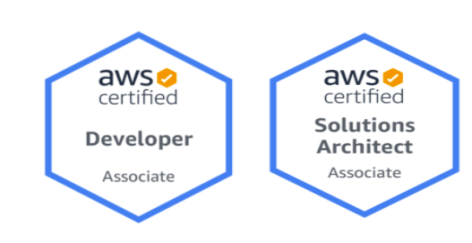 aws
certified
Developer
Associate
aws
certified
Solutions
Architect
Associate